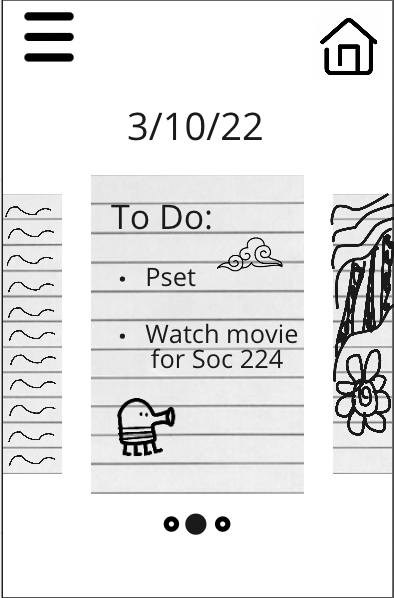 3/10/22
To Do:
• Pset
• Watch movie
for Soc 224